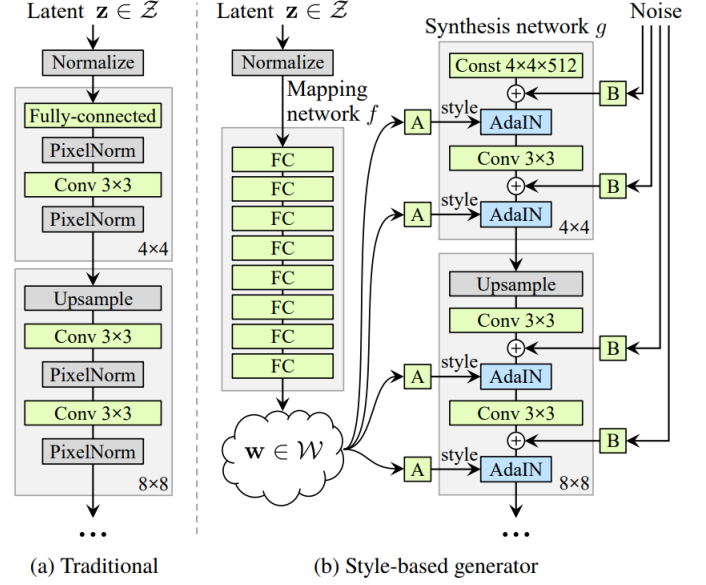 Latent z ∈ Z
Normalize
Fully-connected
PixelNorm
Conv 3×3
PixelNorm
4×4
Upsample
Conv 3×3
PixelNorm
Conv 3×3
PixelNorm
8×8
...
(a) Traditional
Latent z ∈ Z
Normalize
Mapping
network f
FC
FC
FC
FC
FC
FC
FC
FC
w ∈ W
A
style
A
style
A
style
A
style
Noise
Synthesis network g
Const 4×4×512
B
AdaIN
Conv 3×3
B
AdaIN
4×4
Upsample
Conv 3×3
B
AdaIN
Conv 3×3
B
AdaIN
8×8
...
(b) Style-based generator